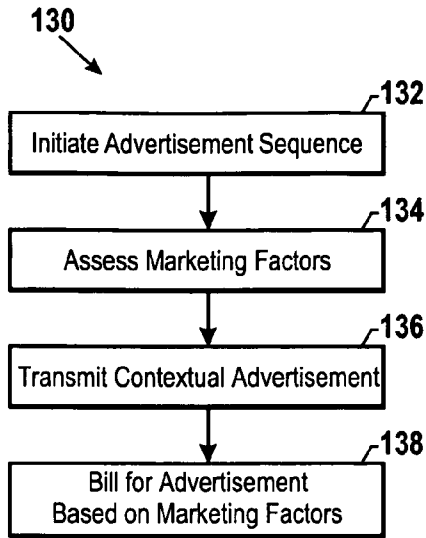 130
132
Initiate Advertisement Sequence
134
Assess Marketing Factors
136
Transmit Contextual Advertisement
138
Bill for Advertisement
Based on Marketing Factors